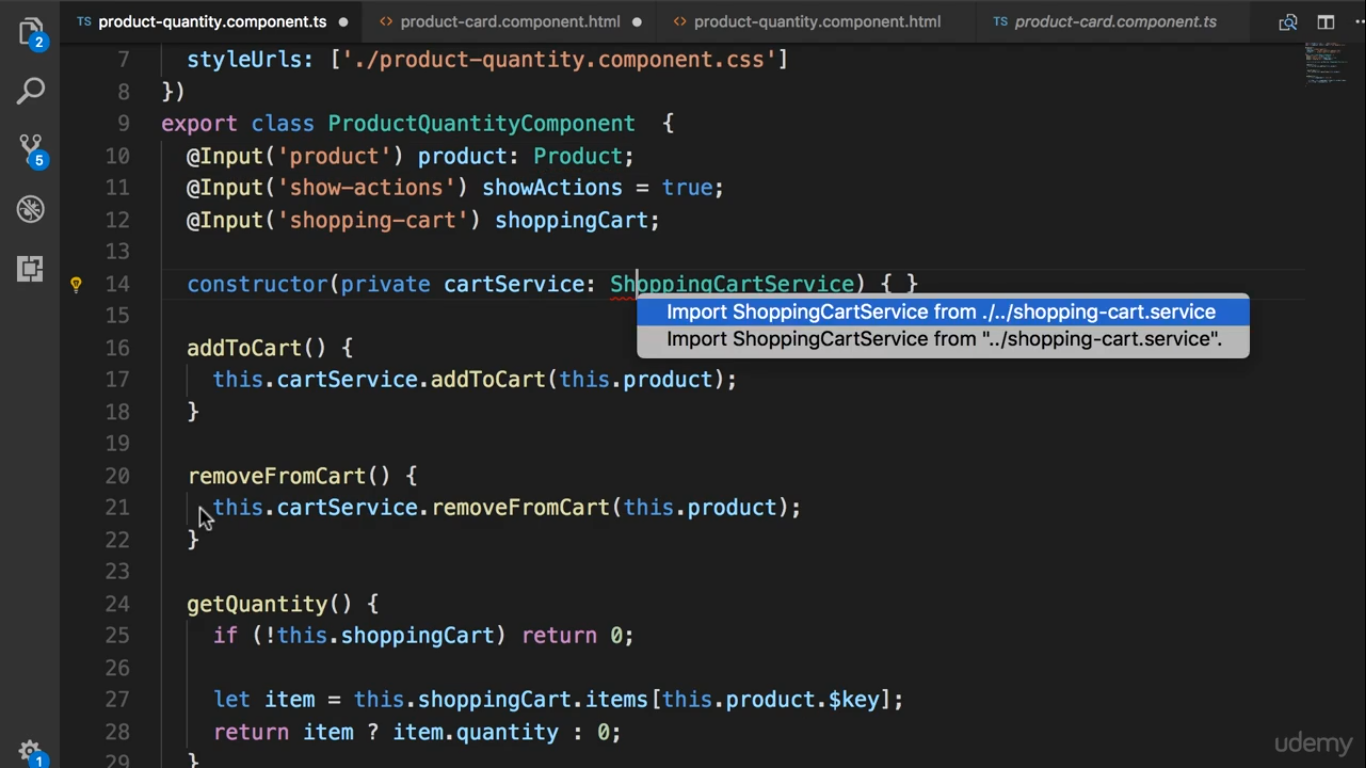 2
5
1
TS product-quantity.component.ts ● <> product-card.component.html ● <> product-quantity.component.html TS product-card.component.ts
7 styleUrls: ['./product-quantity.component.css']
8 })
9 export class ProductQuantityComponent {
10 @Input('product') product: Product;
11 @Input('show-actions') showActions = true;
12 @Input('shopping-cart') shoppingCart;
13
14 constructor(private cartService: ShoppingCartService) { }
Import ShoppingCartService from ./../shopping-cart.service
Import ShoppingCartService from "../shopping-cart.service".
15
16 addToCart() {
17 this.cartService.addToCart(this.product);
18 }
19
20 removeFromCart() {
21 this.cartService.removeFromCart(this.product);
22 }
23
24 getQuantity() {
25 if (!this.shoppingCart) return 0;
26
27 let item = this.shoppingCart.items[this.product.$key];
28 return item ? item.quantity : 0;
29 }
udemy